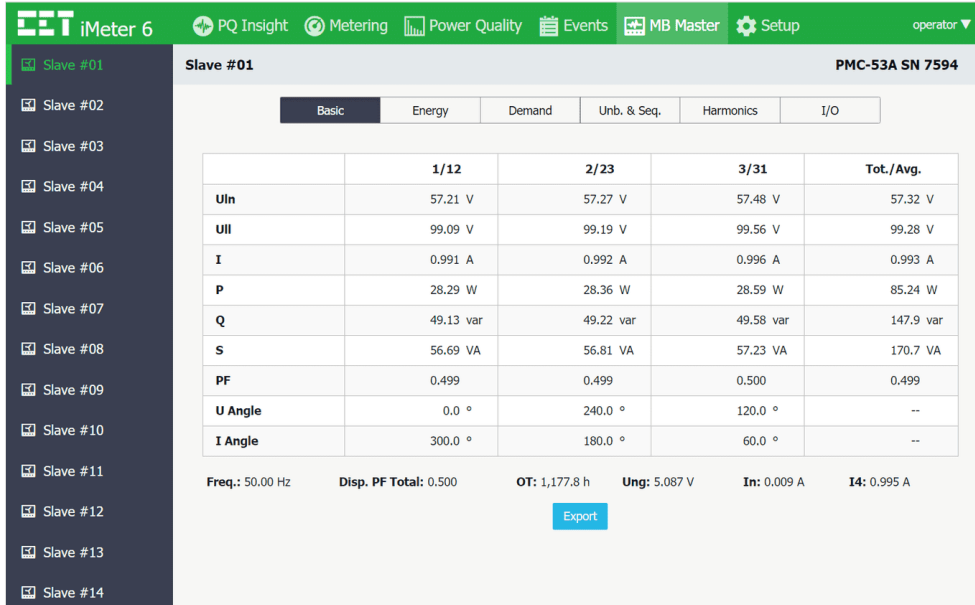 CET iMeter 6 PQ Insight Metering Power Quality Events MB Master Setup operator ▼
Slave #01
Slave #02
Slave #03
Slave #04
Slave #05
Slave #06
Slave #07
Slave #08
Slave #09
Slave #10
Slave #11
Slave #12
Slave #13
Slave #14
Slave #01 PMC-53A SN 7594
Basic Energy Demand Unb. & Seq. Harmonics I/O
1/12 2/23 3/31 Tot./Avg.
Uln 57.21 V 57.27 V 57.48 V 57.32 V
Ull 99.09 V 99.19 V 99.56 V 99.28 V
I 0.991 A 0.992 A 0.996 A 0.993 A
P 28.29 W 28.36 W 28.59 W 85.24 W
Q 49.13 var 49.22 var 49.58 var 147.9 var
S 56.69 VA 56.81 VA 57.23 VA 170.7 VA
PF 0.499 0.499 0.500 0.499
U Angle 0.0 ° 240.0 ° 120.0 ° --
I Angle 300.0 ° 180.0 ° 60.0 ° --
Freq.: 50.00 Hz Disp. PF Total: 0.500 OT: 1,177.8 h Ung: 5.087 V In: 0.009 A I4: 0.995 A
Export